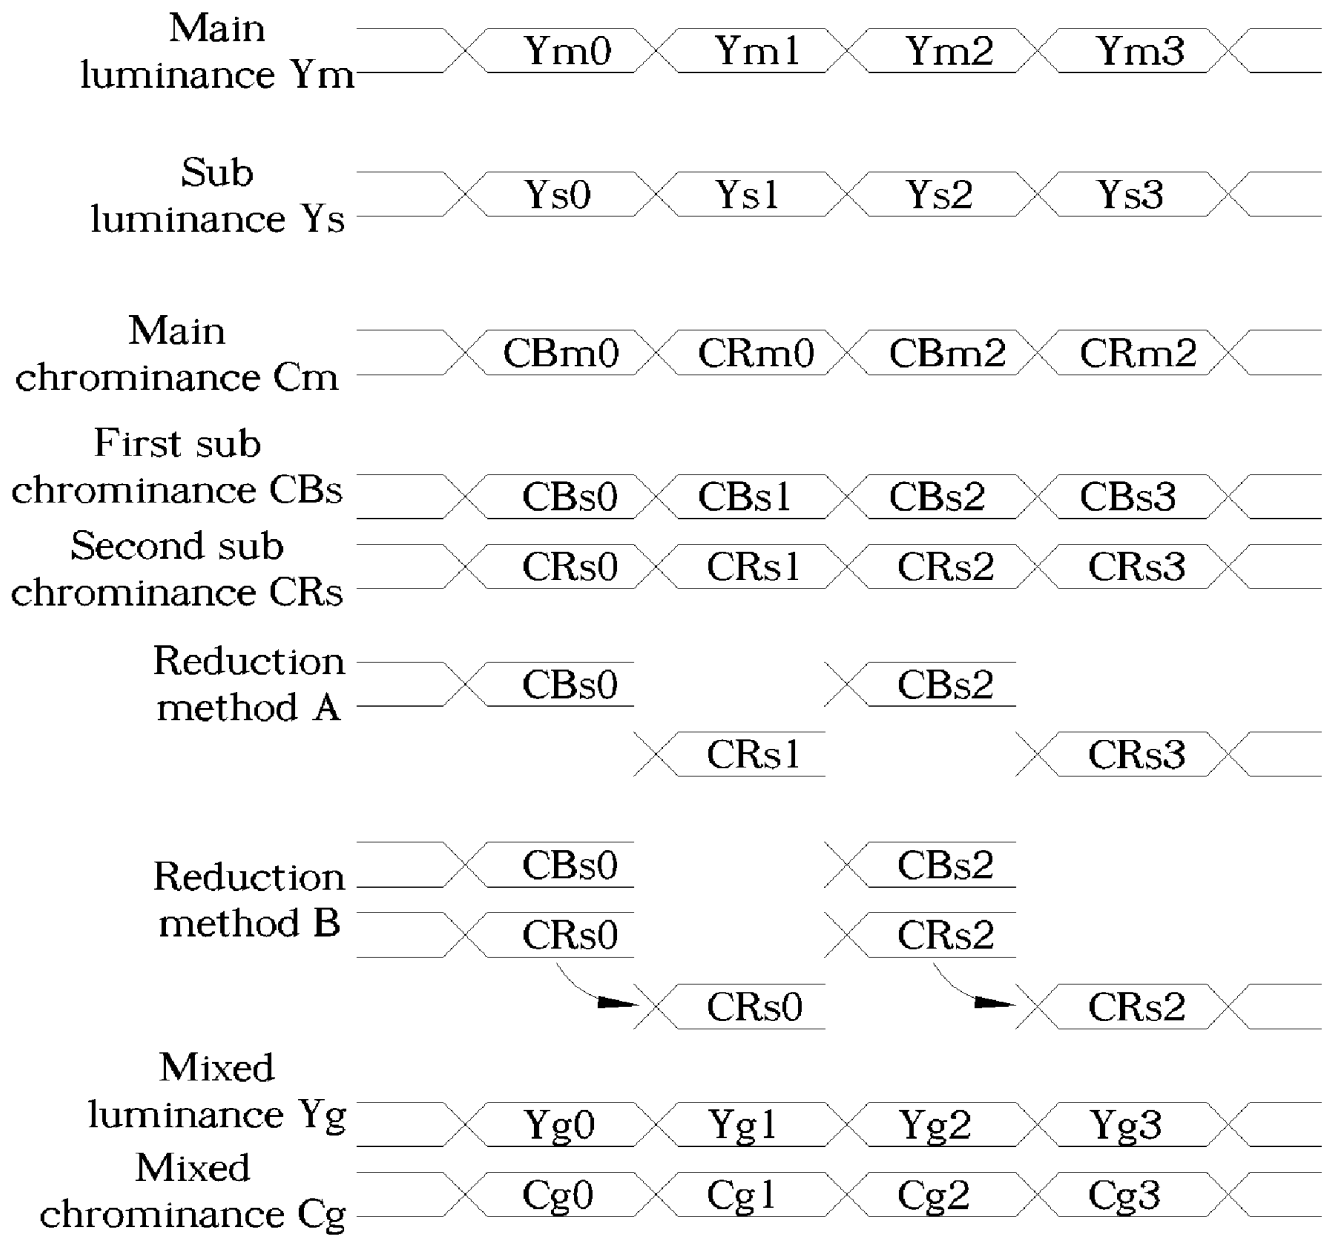 Main
luminance Ym
Ym0 Ym1 Ym2 Ym3
Sub
luminance Ys
Ys0 Ys1 Ys2 Ys3
Main
chrominance Cm
CBm0 CRm0 CBm2 CRm2
First sub
chrominance CBs
CBs0 CBs1 CBs2 CBs3
Second sub
chrominance CRs
CRs0 CRs1 CRs2 CRs3
Reduction
method A
CBs0 CBs2
CRs1 CRs3
Reduction
method B
CBs0 CBs2
CRs0 CRs2
CRs0 CRs2
Mixed
luminance Yg
Yg0 Yg1 Yg2 Yg3
Mixed
chrominance Cg
Cg0 Cg1 Cg2 Cg3